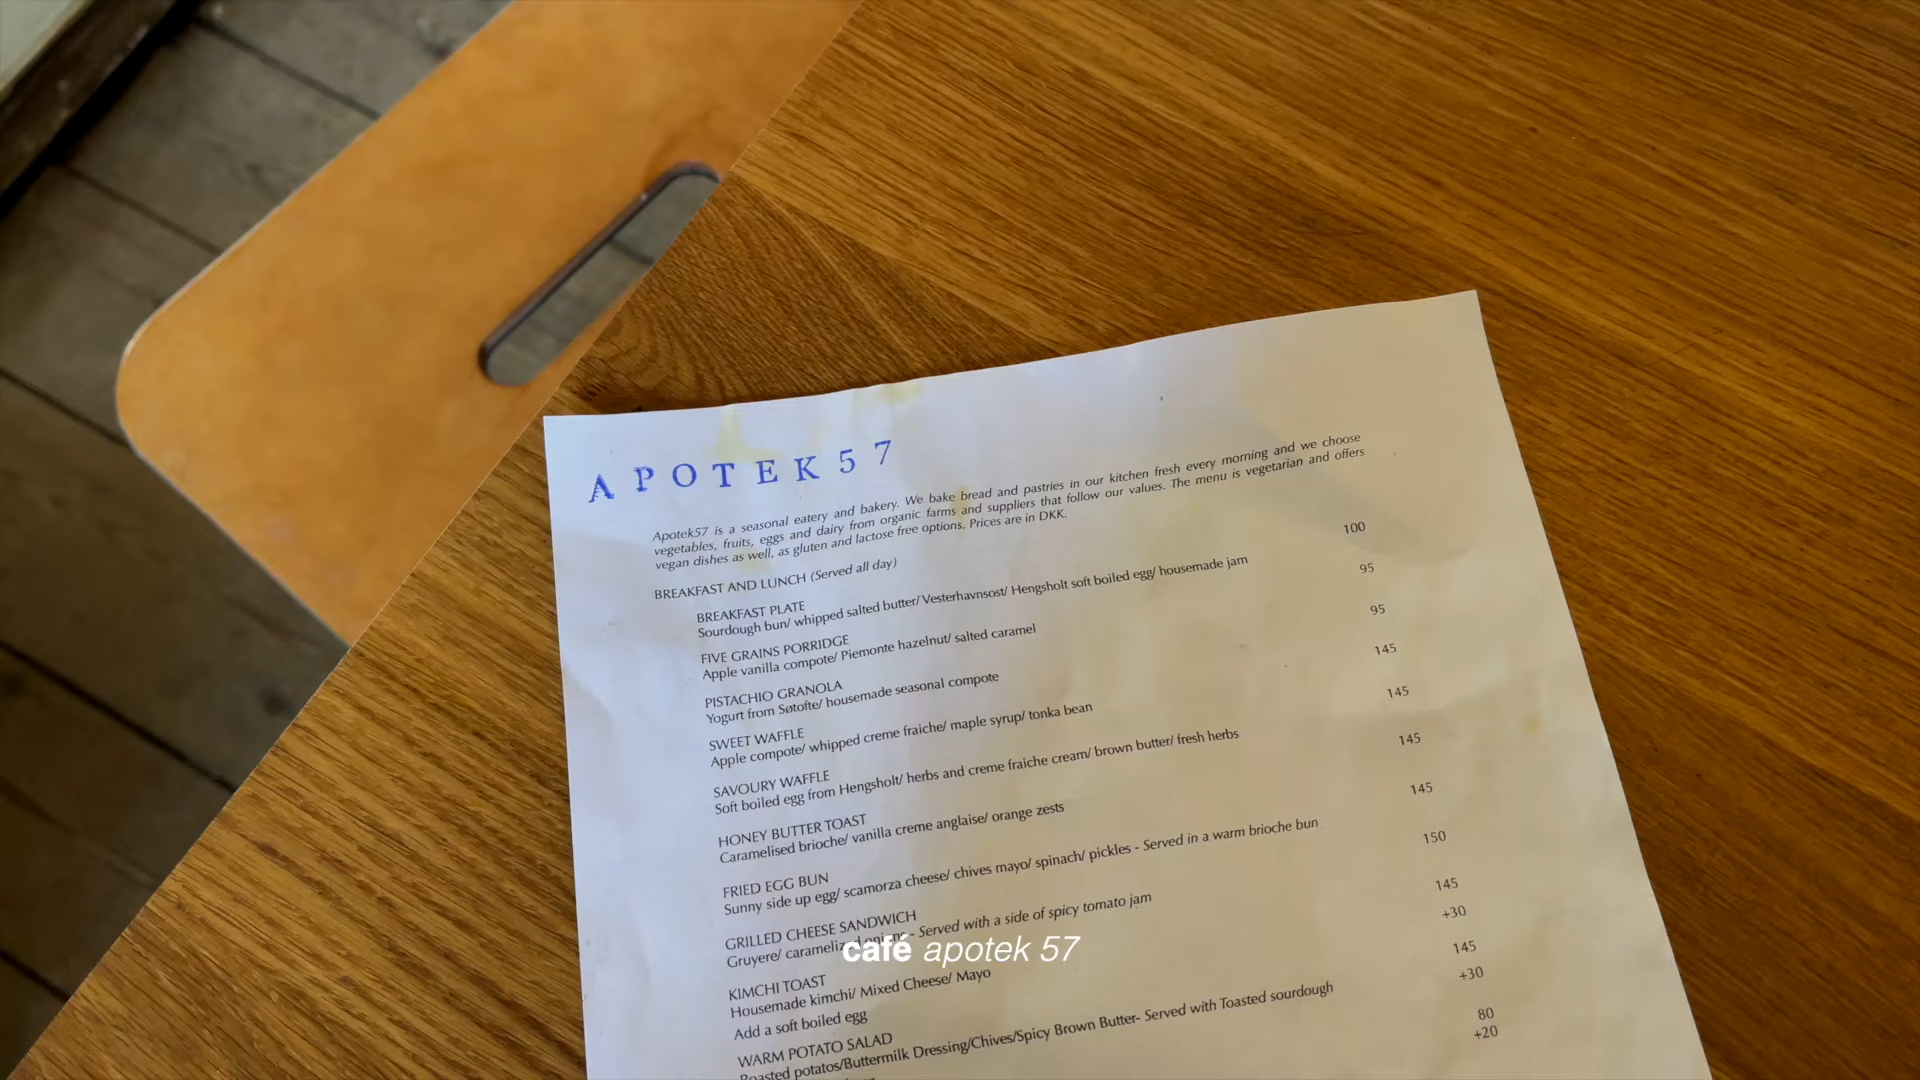 APOTEK57
Apotek57 is a seasonal eatery and bakery. We bake bread and pastries in our kitchen fresh every morning and we choose
vegetables, fruits, eggs and dairy from organic farms and suppliers that follow our values. The menu is vegetarian and offers
vegan dishes as well, as gluten and lactose free options. Prices are in DKK.
BREAKFAST AND LUNCH (Served all day)
BREAKFAST PLATE 100
Sourdough bun/ whipped salted butter/ Vesterhavnsost/ Hengsholt soft boiled egg/ housemade jam
FIVE GRAINS PORRIDGE 95
Apple vanilla compote/ Piemonte hazelnut/ salted caramel
PISTACHIO GRANOLA 95
Yogurt from Søtofte/ housemade seasonal compote
SWEET WAFFLE 145
Apple compote/ whipped creme fraiche/ maple syrup/ tonka bean
SAVOURY WAFFLE 145
Soft boiled egg from Hengsholt/ herbs and creme fraiche cream/ brown butter/ fresh herbs
HONEY BUTTER TOAST 145
Caramelised brioche/ vanilla creme anglaise/ orange zests
FRIED EGG BUN 145
Sunny side up egg/ scamorza cheese/ chives mayo/ spinach/ pickles - Served in a warm brioche bun
GRILLED CHEESE SANDWICH 150
Gruyere/ - Served with a side of spicy tomato jam
KIMCHI TOAST 145
Housemade kimchi/ Mixed Cheese/ Mayo
Add a soft boiled egg +30
WARM POTATO SALAD 145
Roasted potatos/Buttermilk Dressing/Chives/Spicy Brown Butter- Served with Toasted sourdough
+30
80
+20
café apotek 57